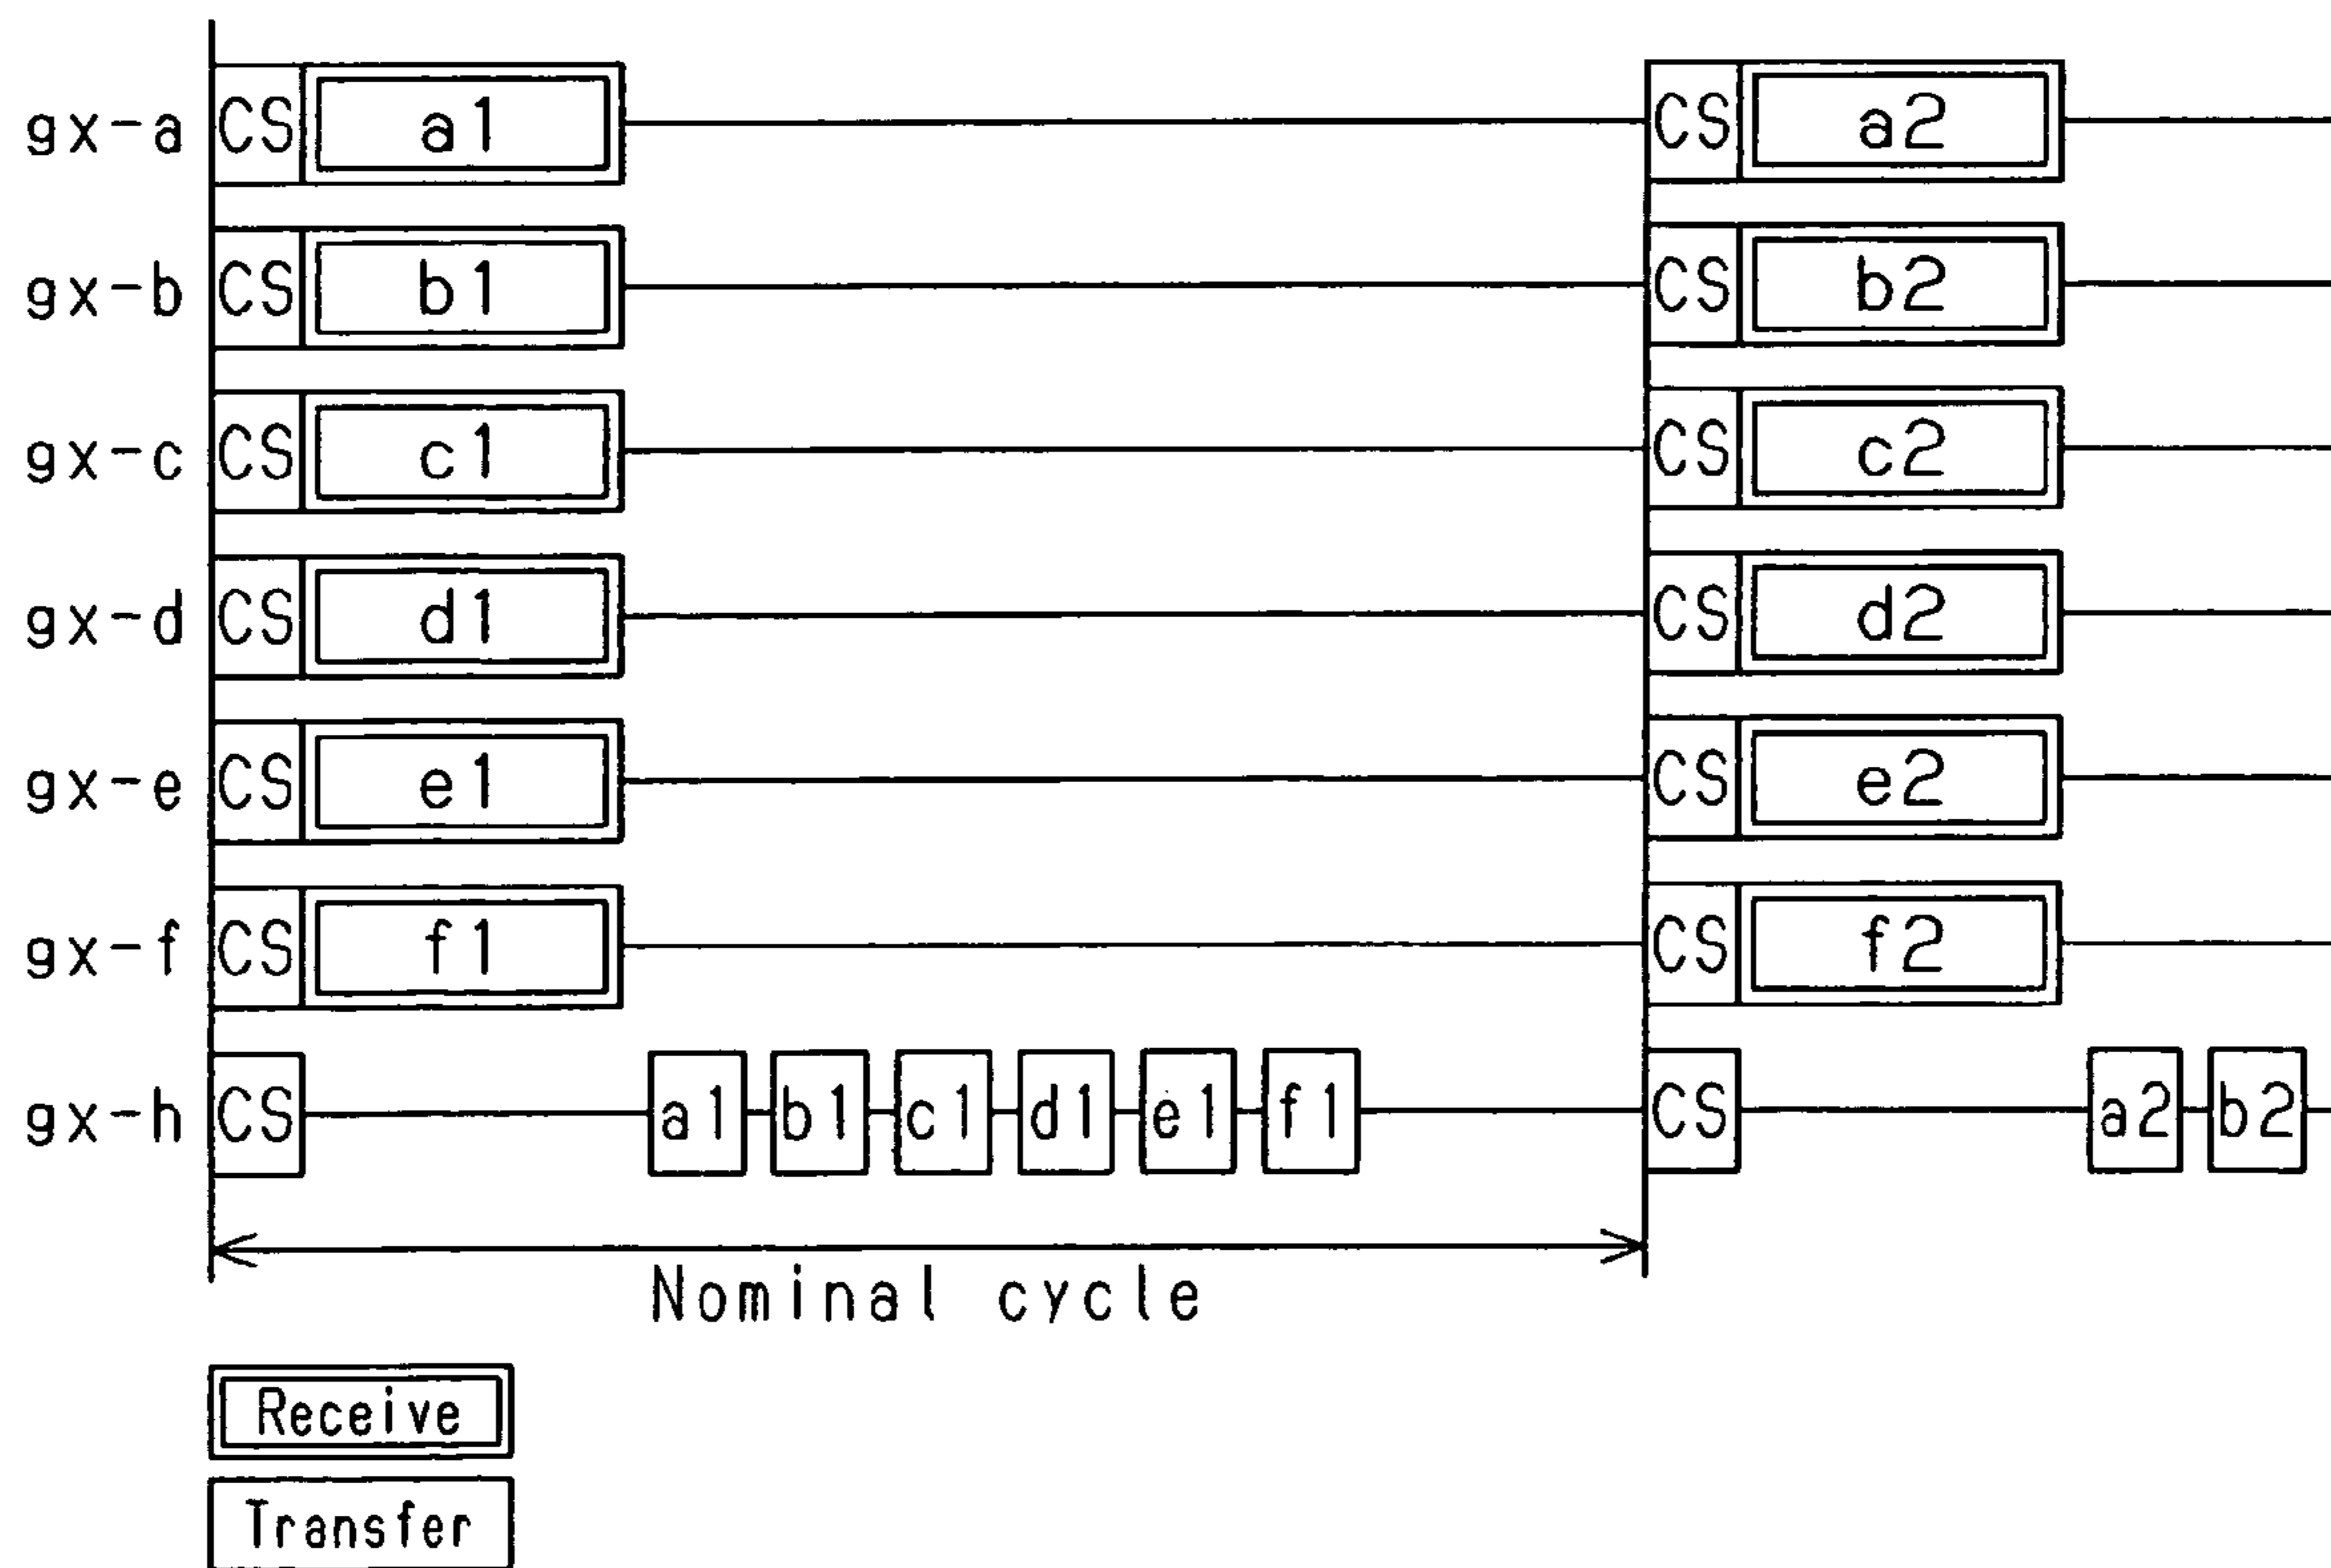 gx-a CS a1 CS a2
gx-b CS b1 CS b2
gx-c CS c1 CS c2
gx-d CS d1 CS d2
gx-e CS e1 CS e2
gx-f CS f1 CS f2
gx-h CS a1 b1 c1 d1 e1 f1 CS a2 b2
Nominal cycle
Receive
Transfer